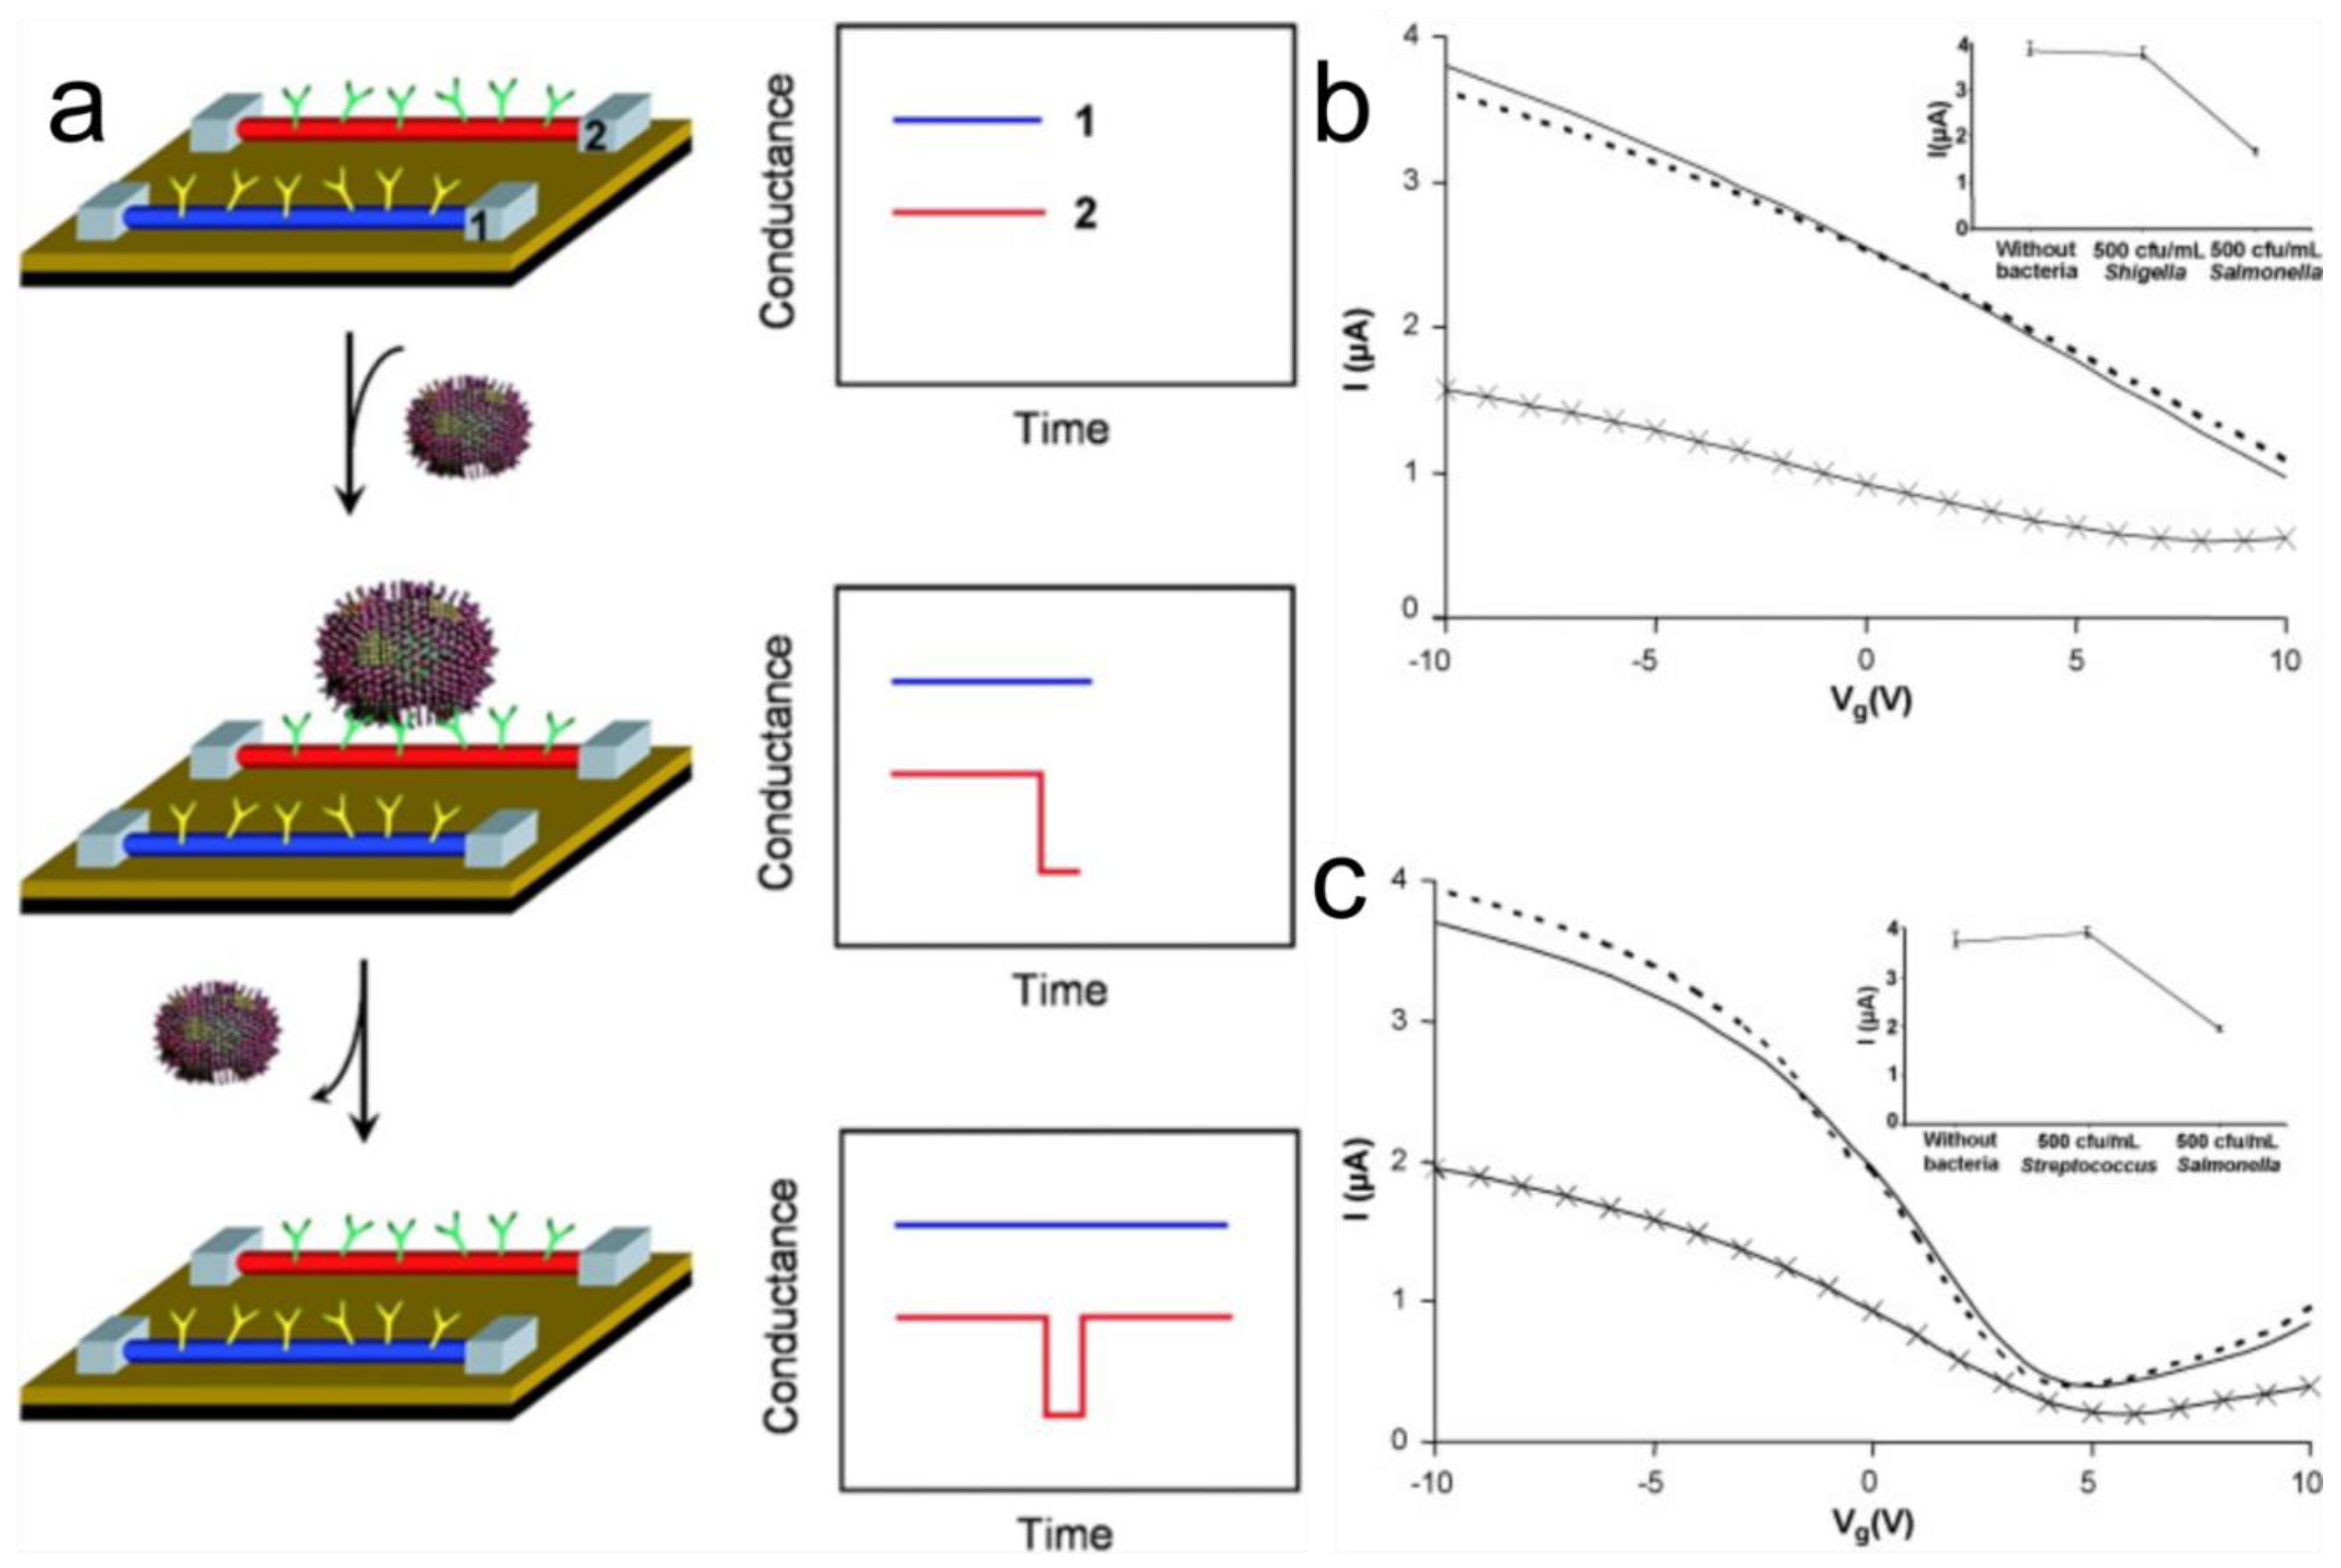 a
2
1
Conductance
1
2
Time
Conductance
Time
Conductance
Time
b
4
3
2
1
0
I (µA)
-10 -5 0 5 10
Vg(V)
4
3
2
1
0
I(µA)
Without 500 cfu/mL 500 cfu/mL
bacteria Shigella Salmonella
c
4
3
2
1
0
I (µA)
-10 -5 0 5 10
Vg(V)
4
3
2
1
0
I (µA)
Without 500 cfu/mL 500 cfu/mL
bacteria Streptococcus Salmonella